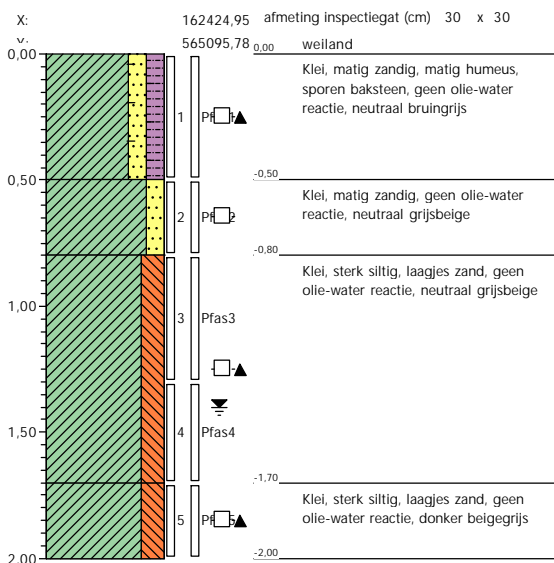 X: 162424,95 afmeting inspectiegat (cm) 30 x 30
565095,78 weiland
0,00
0,00
Klei, matig zandig, matig humeus,
sporen baksteen, geen olie-water
reactie, neutraal bruingrijs
1
0,50
-0,50
Klei, matig zandig, geen olie-water
reactie, neutraal grijsbeige
2
-0,80
Klei, sterk siltig, laagjes zand, geen
olie-water reactie, neutraal grijsbeige
1,00
3 Pfas3
1,50
4 Pfas4
-1,70
Klei, sterk siltig, laagjes zand, geen
olie-water reactie, donker beigegrijs
5
2,00
-2,00